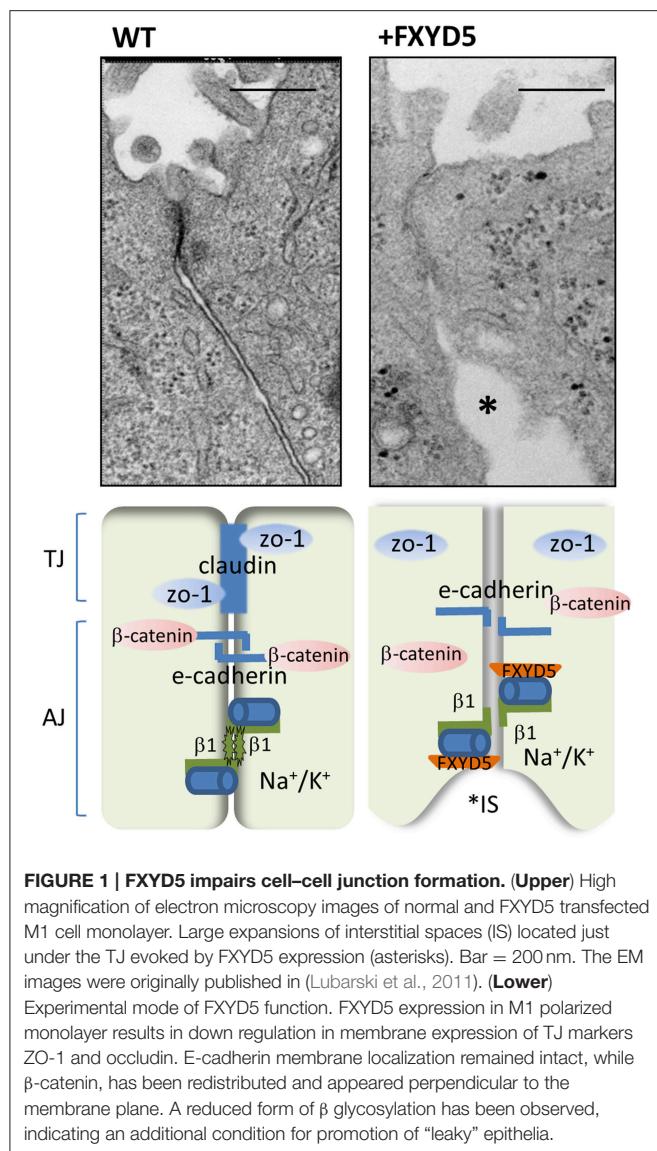 WT
+FXYD5
*
TJ
AJ
zo-1
claudin
zo-1
β-catenin
β-catenin
e-cadherin
β1
β1
Na⁺/K⁺
zo-1
zo-1
e-cadherin
β-catenin
β-catenin
FXYD5
β1
β1
FXYD5
Na⁺/K⁺
*IS
FIGURE 1 | FXYD5 impairs cell–cell junction formation. (Upper) High
magnification of electron microscopy images of normal and FXYD5 transfected
M1 cell monolayer. Large expansions of interstitial spaces (IS) located just
under the TJ evoked by FXYD5 expression (asterisks). Bar = 200 nm. The EM
images were originally published in (Lubarski et al., 2011). (Lower)
Experimental mode of FXYD5 function. FXYD5 expression in M1 polarized
monolayer results in down regulation in membrane expression of TJ markers
ZO-1 and occludin. E-cadherin membrane localization remained intact, while
β-catenin, has been redistributed and appeared perpendicular to the
membrane plane. A reduced form of β glycosylation has been observed,
indicating an additional condition for promotion of “leaky” epithelia.